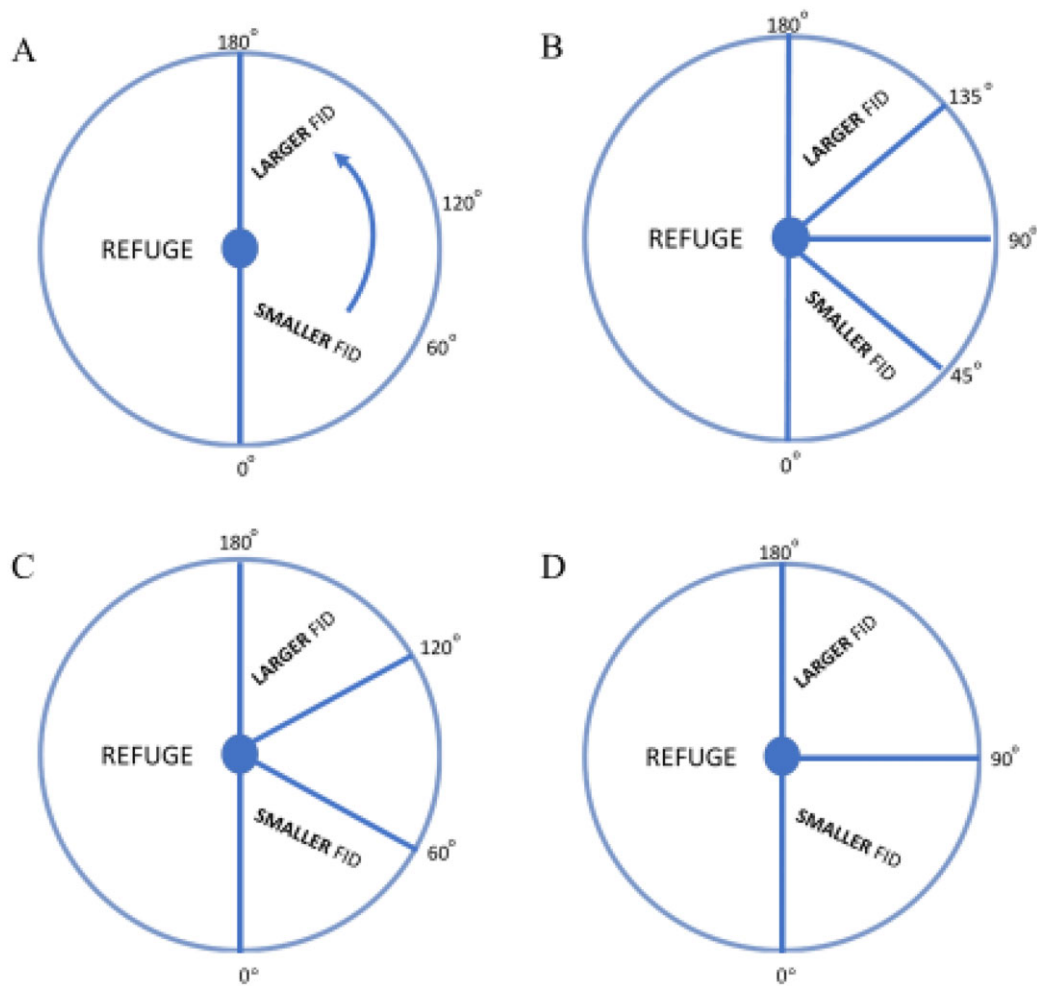 A
180°
LARGER FID
120°
REFUGE
SMALLER FID
60°
0°
B
180°
135°
LARGER FID
REFUGE
90°
SMALLER FID
45°
0°
C
180°
LARGER FID
120°
REFUGE
SMALLER FID
60°
0°
D
180°
LARGER FID
REFUGE
90°
SMALLER FID
0°